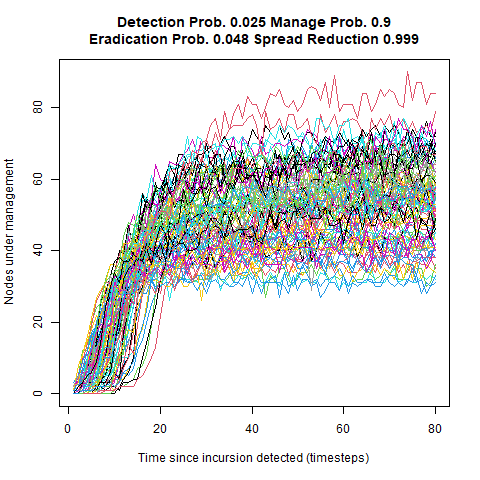 Detection Prob. 0.025 Manage Prob. 0.9
Eradication Prob. 0.048 Spread Reduction 0.999
Nodes under management
80
60
40
20
0
0 20 40 60 80
Time since incursion detected (timesteps)